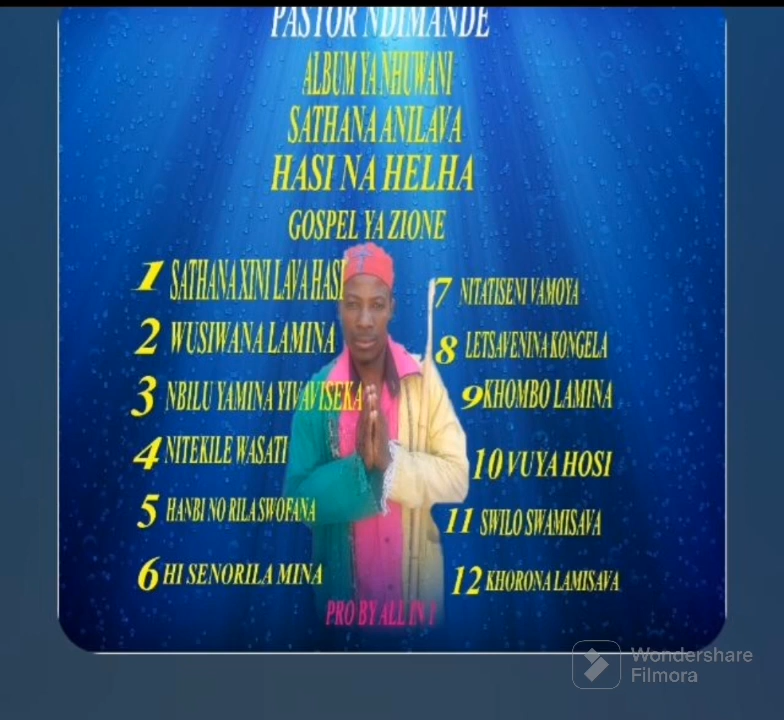 PASTOR NDIMANDE
ALBUM YA NHUWANI
SATHANA ANILAVA
HASI NA HELHA
GOSPEL YA ZIONE
1 SATHANA XINI LAVA HASI
2 WUSIWANA LAMINA
3 NBILU YAMINA YIVAVISEKA
4 NITEKILE WASATI
5 HANBI NO RILA SWOFANA
6 HI SENORILA MINA
7 NITATISENI VAMOYA
8 LETSAVENINA KONGELA
9 KHOMBO LAMINA
10 VUYA HOSI
11 SWILO SWAMISAVA
12 KHORONA LAMISAVA
PRO BY ALL IN 1
Wondershare
Filmora